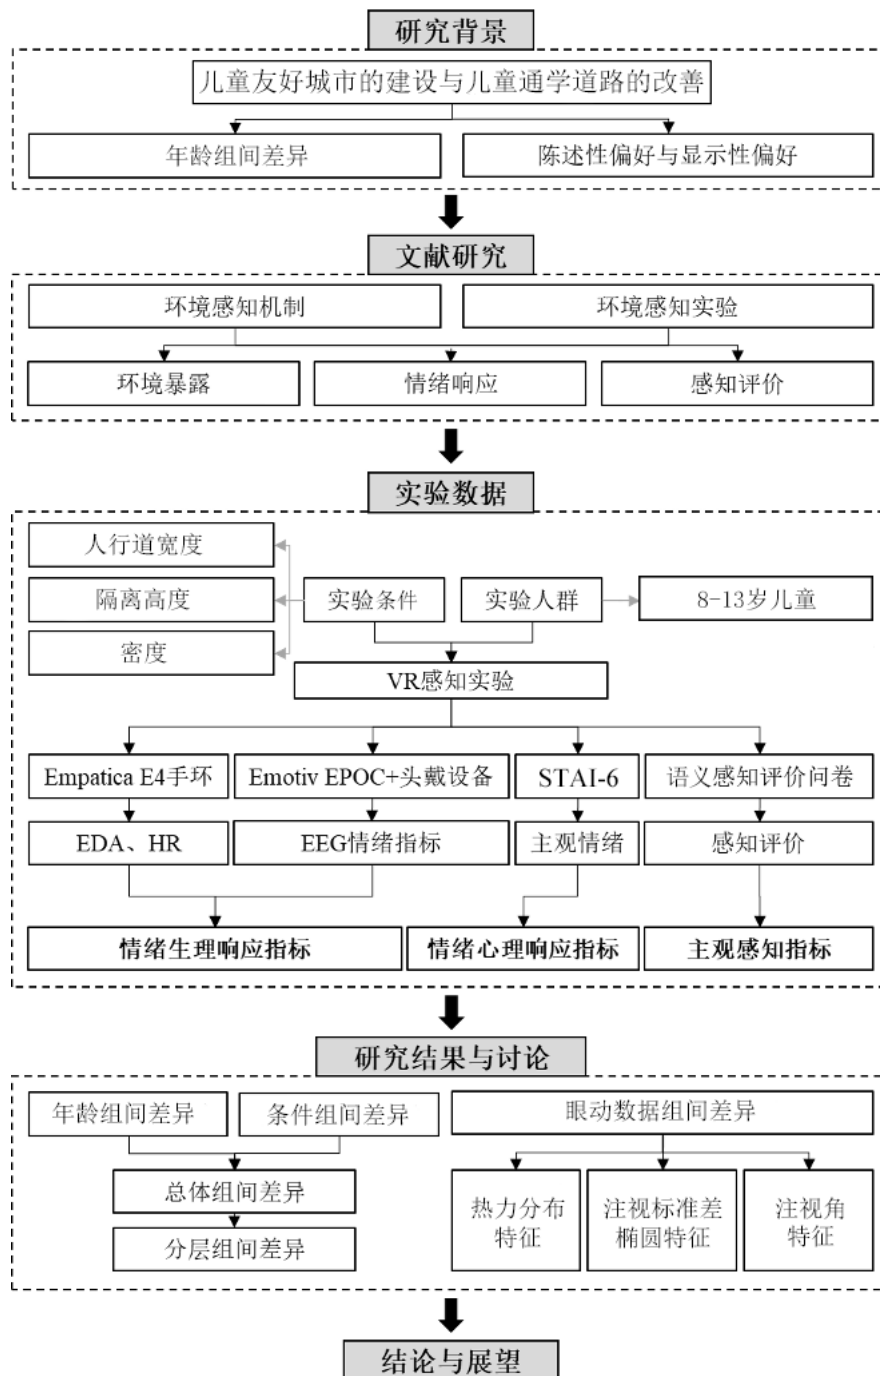 研究背景
儿童友好城市的建设与儿童通学道路的改善
年龄组间差异
陈述性偏好与显示性偏好
文献研究
环境感知机制
环境感知实验
环境暴露
情绪响应
感知评价
实验数据
人行道宽度
隔离高度
密度
实验条件
实验人群
8-13岁儿童
VR感知实验
Empatica E4手环
Emotiv EPOC+头戴设备
STAI-6
语义感知评价问卷
EDA、HR
EEG情绪指标
主观情绪
感知评价
情绪生理响应指标
情绪心理响应指标
主观感知指标
研究结果与讨论
年龄组间差异
条件组间差异
眼动数据组间差异
总体组间差异
分层组间差异
热力分布
特征
注视标准差
椭圆特征
注视角
特征
结论与展望